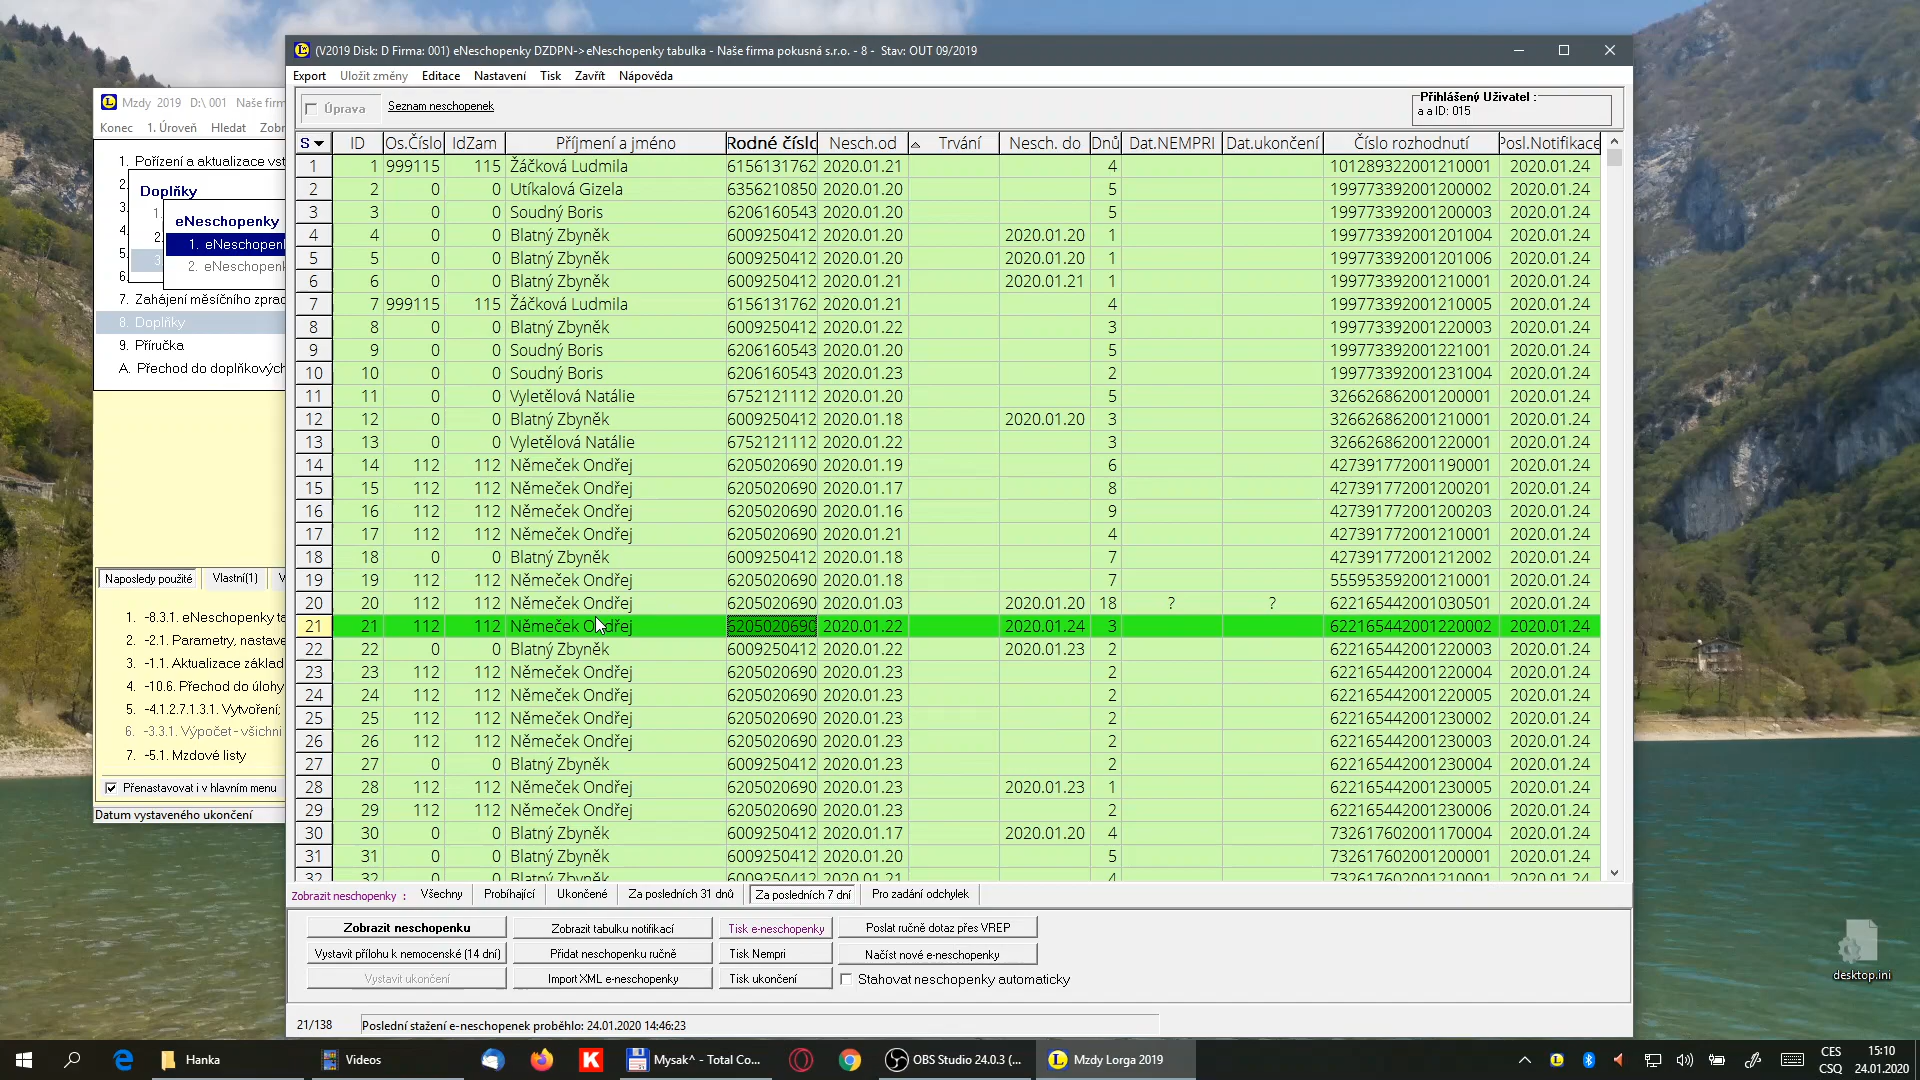 (V2019 Disk: D Firma: 001) eNeschopenky DZDPN->eNeschopenky tabulka - Naše firma pokusná s.r.o. - 8 - Stav: OUT 09/2019
Export Uložit změny Editace Nastavení Tisk Zavřít Nápověda
Úprava Seznam neschopenek
Přihlášený Uživatel :
a a ID: 015
S ID Os.Číslo IdZam Příjmení a jméno Rodné číslo Nesch.od Trvání Nesch. do Dnů Dat.NEMPRI Dat.ukončení Číslo rozhodnutí Posl.Notifikace
1 1 999115 115 Žáčková Ludmila 6156131762 2020.01.21 4 101289322001210001 2020.01.24
2 2 0 0 Utíkalová Gizela 6356210850 2020.01.20 5 199773392001200002 2020.01.24
3 3 0 0 Soudný Boris 6206160543 2020.01.20 5 199773392001200003 2020.01.24
4 4 0 0 Blatný Zbyněk 6009250412 2020.01.20 2020.01.20 1 199773392001201004 2020.01.24
5 5 0 0 Blatný Zbyněk 6009250412 2020.01.20 2020.01.20 1 199773392001201006 2020.01.24
6 6 0 0 Blatný Zbyněk 6009250412 2020.01.21 2020.01.21 1 199773392001210001 2020.01.24
7 7 999115 115 Žáčková Ludmila 6156131762 2020.01.21 4 199773392001210005 2020.01.24
8 8 0 0 Blatný Zbyněk 6009250412 2020.01.22 3 199773392001220003 2020.01.24
9 9 0 0 Soudný Boris 6206160543 2020.01.20 5 199773392001221001 2020.01.24
10 10 0 0 Soudný Boris 6206160543 2020.01.23 2 199773392001231004 2020.01.24
11 11 0 0 Vyletělová Natálie 6752121112 2020.01.20 5 326626862001200001 2020.01.24
12 12 0 0 Blatný Zbyněk 6009250412 2020.01.18 2020.01.20 3 326626862001210001 2020.01.24
13 13 0 0 Vyletělová Natálie 6752121112 2020.01.22 3 326626862001220001 2020.01.24
14 14 112 112 Němeček Ondřej 6205020690 2020.01.19 6 427391772001190001 2020.01.24
15 15 112 112 Němeček Ondřej 6205020690 2020.01.17 8 427391772001200201 2020.01.24
16 16 112 112 Němeček Ondřej 6205020690 2020.01.16 9 427391772001200203 2020.01.24
17 17 112 112 Němeček Ondřej 6205020690 2020.01.21 4 427391772001210001 2020.01.24
18 18 0 0 Blatný Zbyněk 6009250412 2020.01.18 7 427391772001212002 2020.01.24
19 19 112 112 Němeček Ondřej 6205020690 2020.01.18 7 555953592001210001 2020.01.24
20 20 112 112 Němeček Ondřej 6205020690 2020.01.03 2020.01.20 18 ? ? 622165442001030501 2020.01.24
21 21 112 112 Němeček Ondřej 6205020690 2020.01.22 2020.01.24 3 622165442001220002 2020.01.24
22 22 0 0 Blatný Zbyněk 6009250412 2020.01.22 2020.01.23 2 622165442001220003 2020.01.24
23 23 112 112 Němeček Ondřej 6205020690 2020.01.23 2 622165442001220004 2020.01.24
24 24 112 112 Němeček Ondřej 6205020690 2020.01.23 2 622165442001220005 2020.01.24
25 25 112 112 Němeček Ondřej 6205020690 2020.01.23 2 622165442001230002 2020.01.24
26 26 112 112 Němeček Ondřej 6205020690 2020.01.23 2 622165442001230003 2020.01.24
27 27 0 0 Blatný Zbyněk 6009250412 2020.01.23 2 622165442001230004 2020.01.24
28 28 112 112 Němeček Ondřej 6205020690 2020.01.23 2020.01.23 1 622165442001230005 2020.01.24
29 29 112 112 Němeček Ondřej 6205020690 2020.01.23 2 622165442001230006 2020.01.24
30 30 0 0 Blatný Zbyněk 6009250412 2020.01.17 2020.01.20 4 732617602001170004 2020.01.24
31 31 0 0 Blatný Zbyněk 6009250412 2020.01.20 5 732617602001200001 2020.01.24
32 32 0 0 Blatný Zbyněk 6009250412 2020.01.21 4 732617602001210001 2020.01.24
Zobrazit neschopenky : Všechny Probíhající Ukončené Za posledních 31 dnů Za posledních 7 dní Pro zadání odchylek
Zobrazit neschopenku Zobrazit tabulku notifikací Tisk e-neschopenky Poslat ručně dotaz přes VREP
Vystavit přílohu k nemocenské (14 dní) Přidat neschopenku ručně Tisk Nempri Načíst nové e-neschopenky
Vystavit ukončení Import XML e-neschopenky Tisk ukončení Stahovat neschopenky automaticky
21/138 Poslední stažení e-neschopenek proběhlo: 24.01.2020 14:46:23
Mzdy 2019 D:\ 001 Naše firm
Konec 1. Úroveň Hledat Zobr
1. Pořízení a aktualizace vst
2.
Doplňky
3. 1.
eNeschopenky
4. 2.
1. eNeschopenk
5. 3.
2. eNeschopenk
6.
7. Zahájení měsíčního zprac
8. Doplňky
9. Příručka
A. Přechod do doplňkových
Naposledy použité Vlastní(1) V
1. -8.3.1. eNeschopenky ta
2. -2.1. Parametry, nastave
3. -1.1. Aktualizace základ
4. -10.6. Přechod do úlohy
5. -4.1.2.7.1.3.1. Vytvoření;
6. -3.3.1. Výpočet - všichni
7. -5.1. Mzdové listy
Přenastavovat i v hlavním menu
Datum vystaveného ukončení
desktop.ini
Hanka Videos Mysak^ - Total Co... OBS Studio 24.0.3 (... Mzdy Lorga 2019
CES
CSQ
15:10
24.01.2020